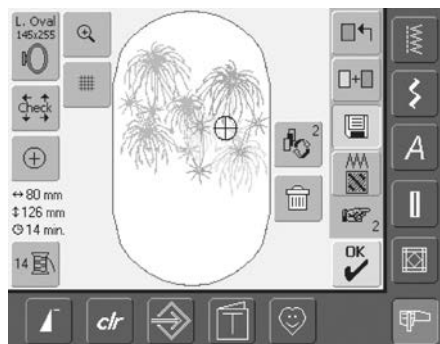 L. Oval
145x255
Check
↔ 80 mm
↕ 126 mm
14 min.
14
2
2
OK
A
clr
T